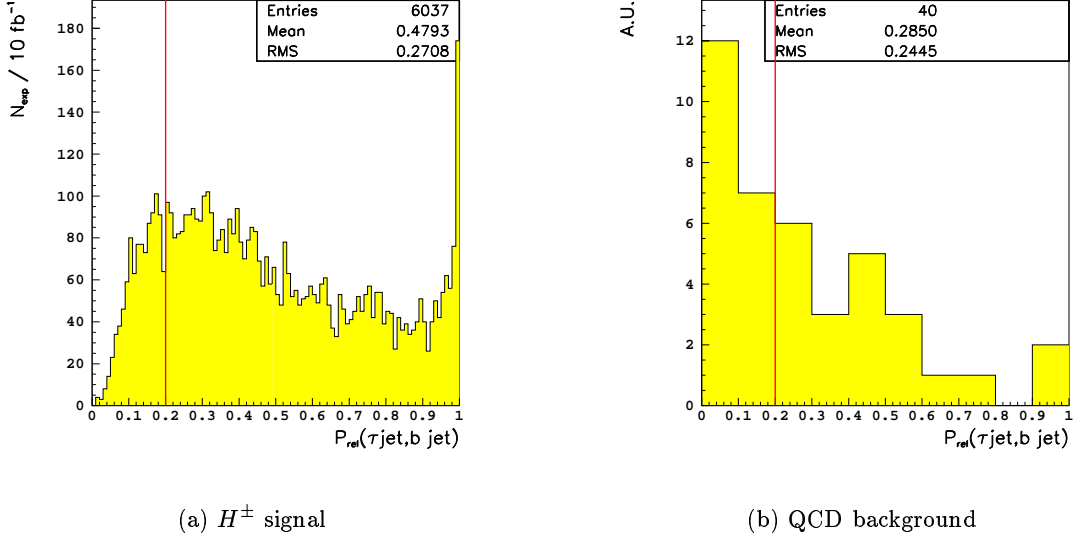 N_exp / 10 fb⁻¹
Entries 6037
Mean 0.4793
RMS 0.2708
180
160
140
120
100
80
60
40
20
0
0 0.1 0.2 0.3 0.4 0.5 0.6 0.7 0.8 0.9 1
P_rel(τ jet,b jet)
(a) H± signal
A.U.
Entries 40
Mean 0.2850
RMS 0.2445
12
10
8
6
4
2
0
0 0.1 0.2 0.3 0.4 0.5 0.6 0.7 0.8 0.9 1
P_rel(τ jet,b jet)
(b) QCD background